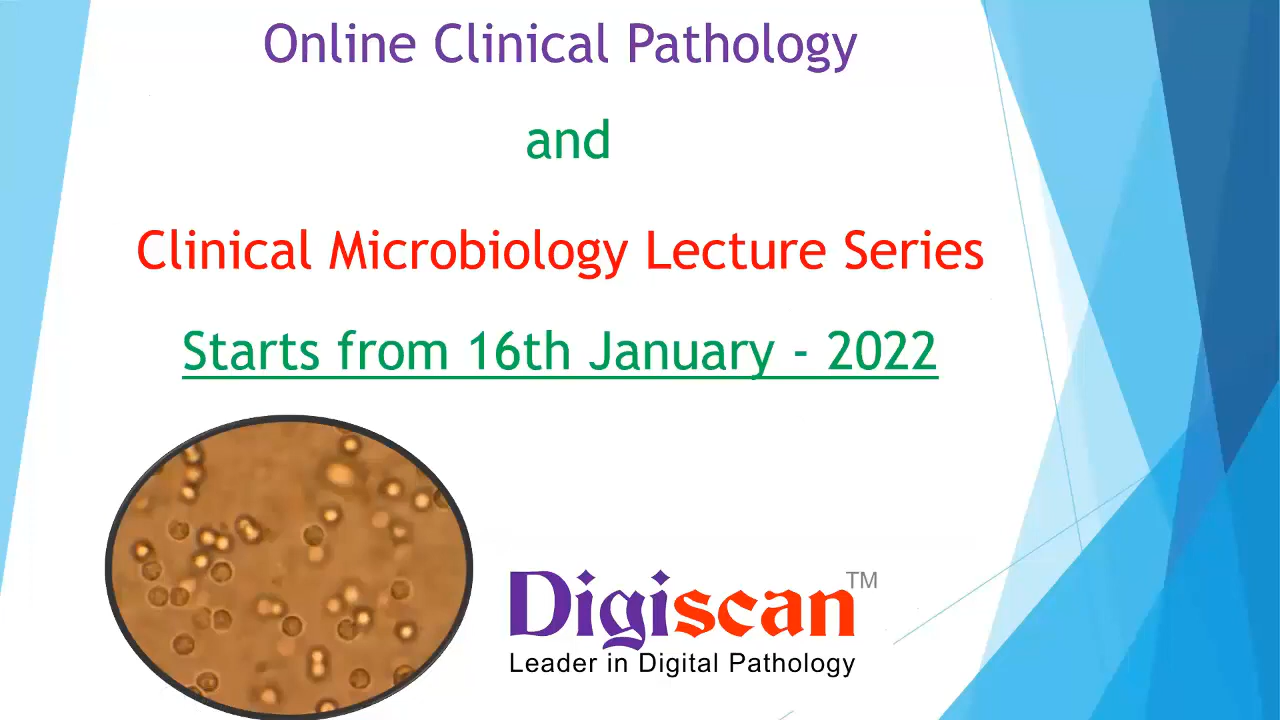 Online Clinical Pathology
and
Clinical Microbiology Lecture Series
Starts from 16th January - 2022
Digiscan™
Leader in Digital Pathology